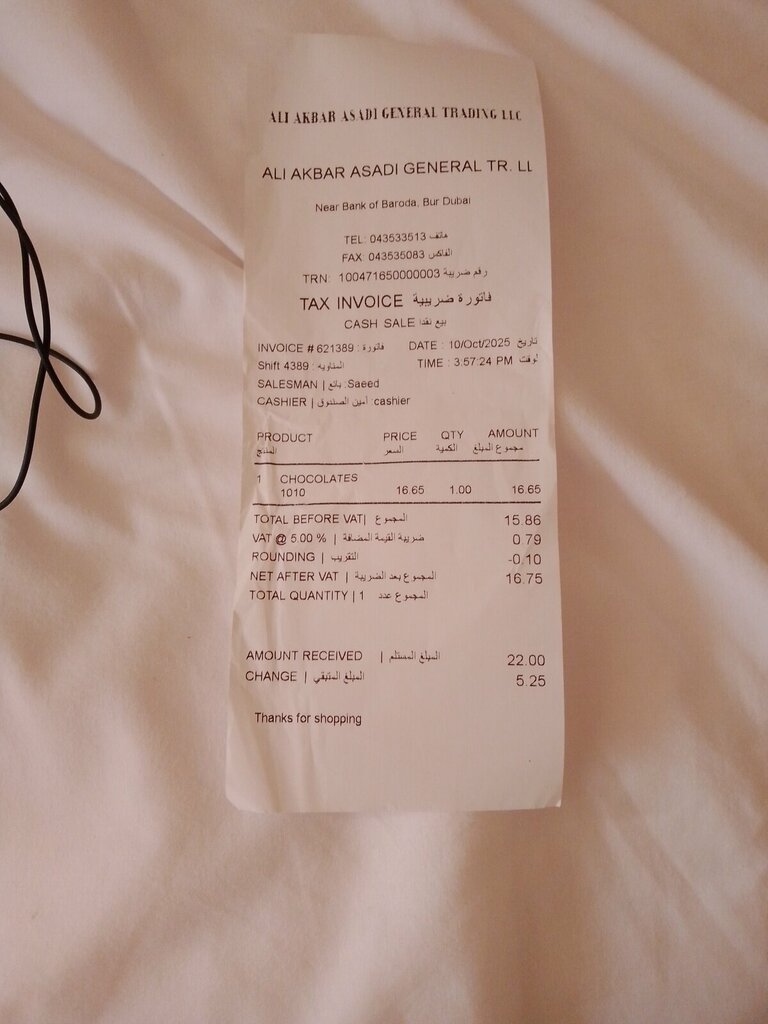 ALI AKBAR ASADI GENERAL TRADING LLC
ALI AKBAR ASADI GENERAL TR. LL
Near Bank of Baroda, Bur Dubai
TEL: 043533513 هاتف
FAX: 043535083 الفاكس
TRN: 100471650000003 رقم ضريبة
TAX INVOICE فاتورة ضريبية
CASH SALE بيع نقدا
INVOICE # 621389 : فاتورة DATE : 10/Oct/2025 تاريخ
Shift 4389 : المناوبه TIME : 3:57:24 PM لوقت
SALESMAN | بائع :Saeed
CASHIER | أمين الصندوق :cashier
PRODUCT PRICE QTY AMOUNT
المنتج السعر الكمية مجموع المبلغ
1 CHOCOLATES
1010 16.65 1.00 16.65
TOTAL BEFORE VAT| المجموع 15.86
VAT @ 5.00 % | ضريبة القيمة المضافة 0.79
ROUNDING | التقريب -0.10
NET AFTER VAT | المجموع بعد الضريبة 16.75
TOTAL QUANTITY | 1 المجموع عدد
AMOUNT RECEIVED | المبلغ المستلم 22.00
CHANGE | المبلغ المتبقي 5.25
Thanks for shopping